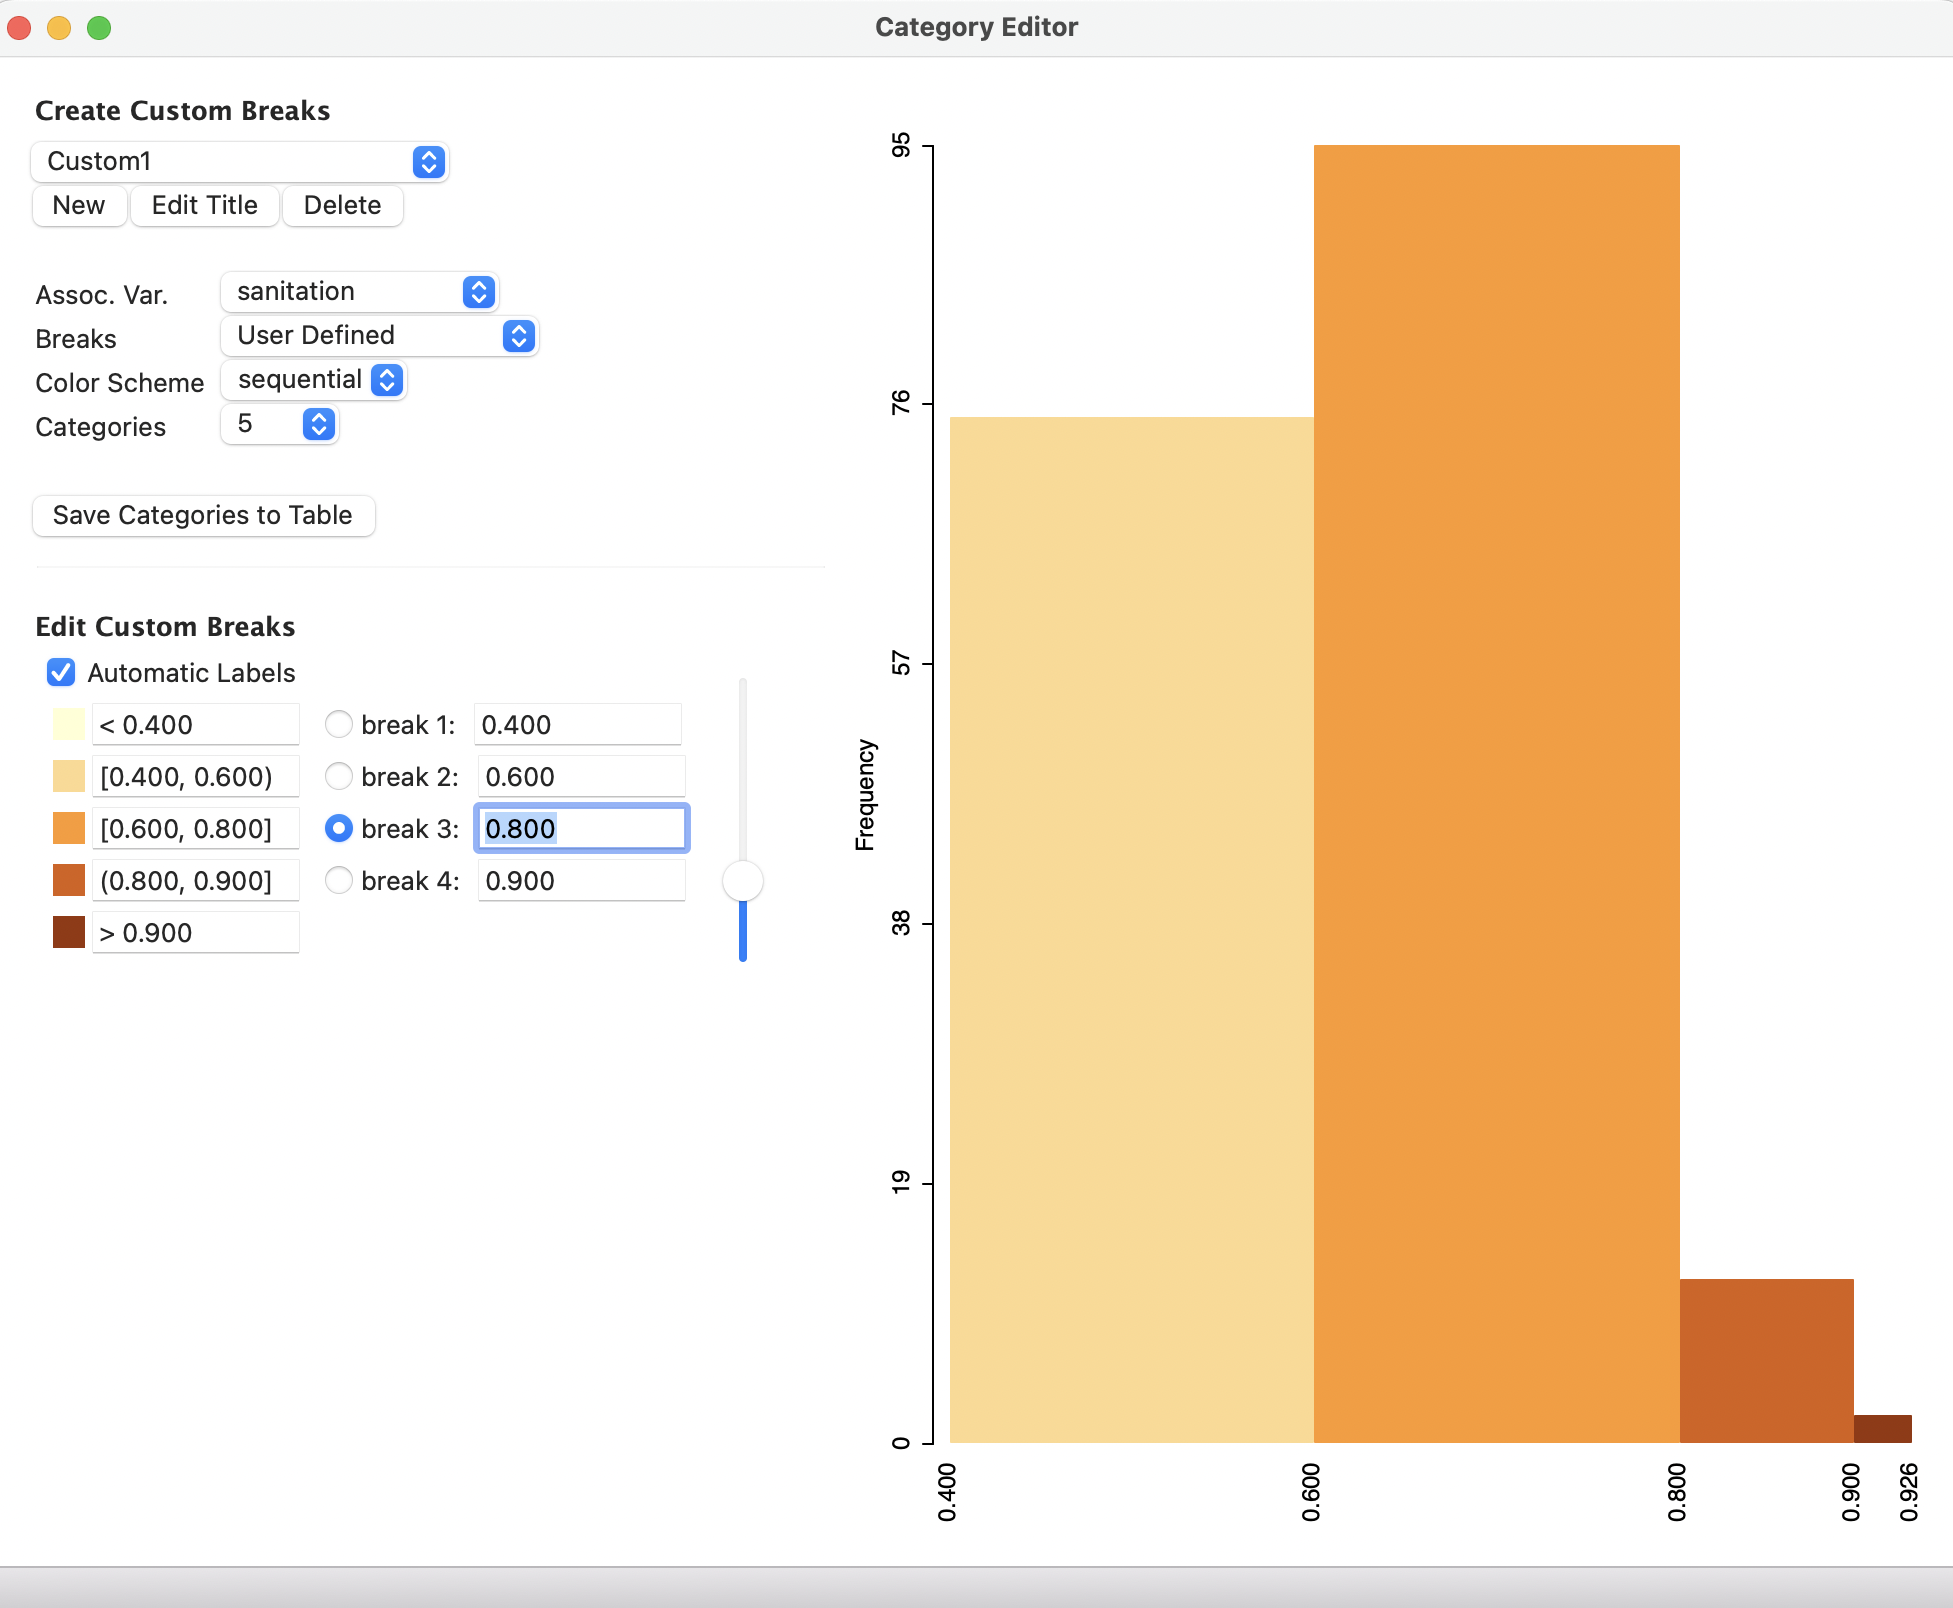 Category Editor
Create Custom Breaks
Custom1
New Edit Title Delete
Assoc. Var. sanitation
Breaks User Defined
Color Scheme sequential
Categories 5
Save Categories to Table
Edit Custom Breaks
Automatic Labels
< 0.400 break 1: 0.400
[0.400, 0.600) break 2: 0.600
[0.600, 0.800] break 3: 0.800
(0.800, 0.900] break 4: 0.900
> 0.900
Frequency
95
76
57
38
19
0
0.400 0.600 0.800 0.900 0.926